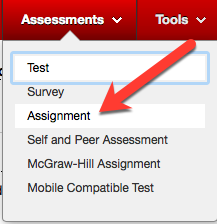 Assessments Tools
Test
Survey
Assignment
Self and Peer Assessment
McGraw-Hill Assignment
Mobile Compatible Test